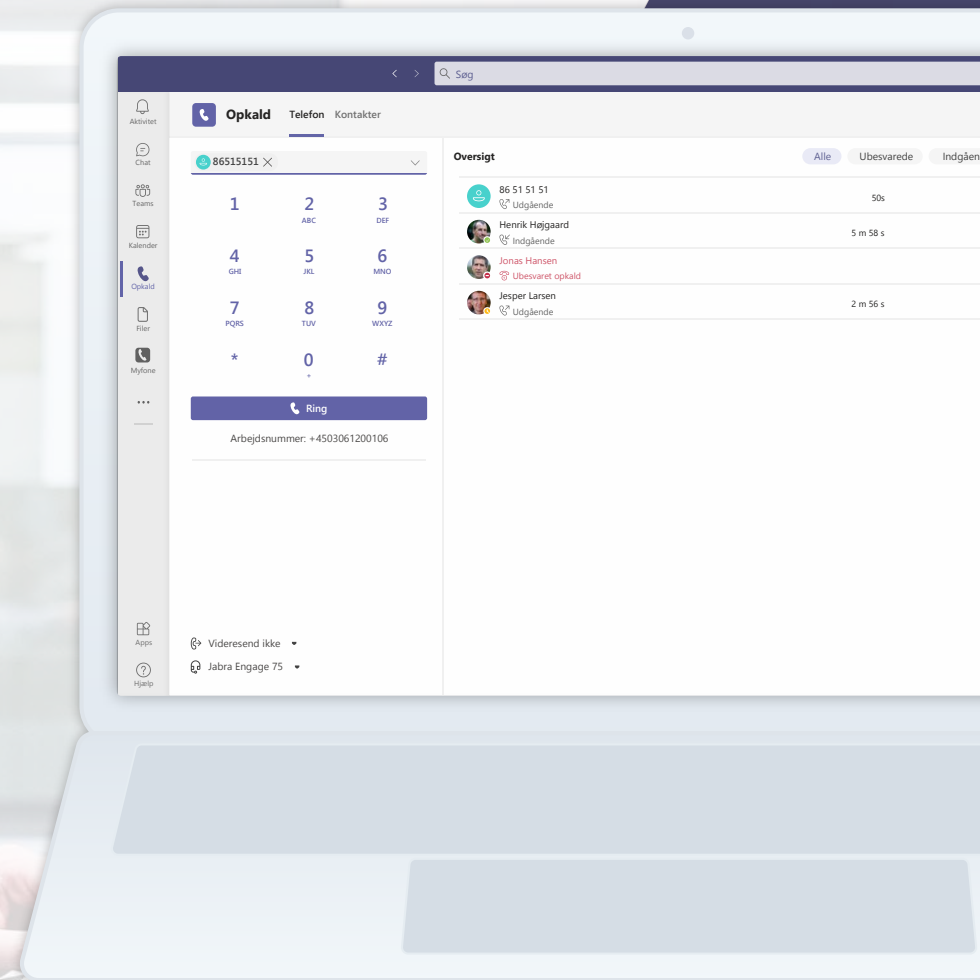 Søg
Aktivitet
Chat
Teams
Kalender
Opkald
Filer
Myfone
Apps
Hjælp
Opkald Telefon Kontakter
86515151
1 2 3
ABC DEF
4 5 6
GHI JKL MNO
7 8 9
PQRS TUV WXYZ
* 0 #
+
Ring
Arbejdsnummer: +4503061200106
Videresend ikke
Jabra Engage 75
Oversigt Alle Ubesvarede Indgåen
86 51 51 51
Udgående 50s
Henrik Højgaard
Indgående 5 m 58 s
Jonas Hansen
Ubesvaret opkald
Jesper Larsen
Udgående 2 m 56 s